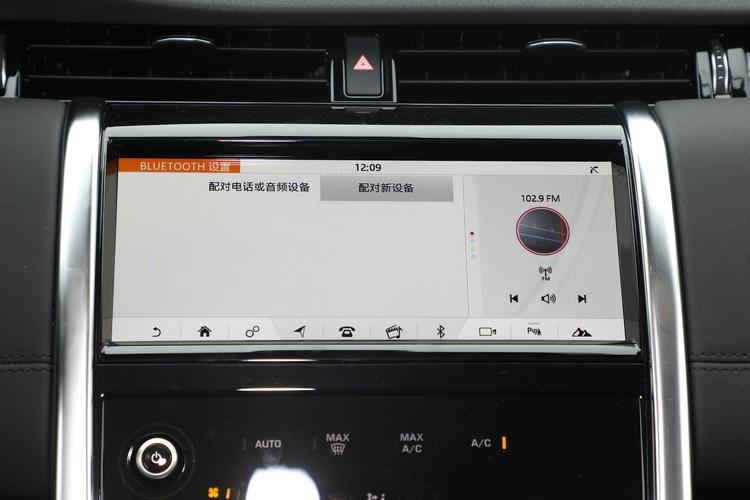 BLUETOOTH 设置
12:09
配对电话或音频设备
配对新设备
102.9 FM
FM
AUTO
MAX
MAX
A/C
A/C